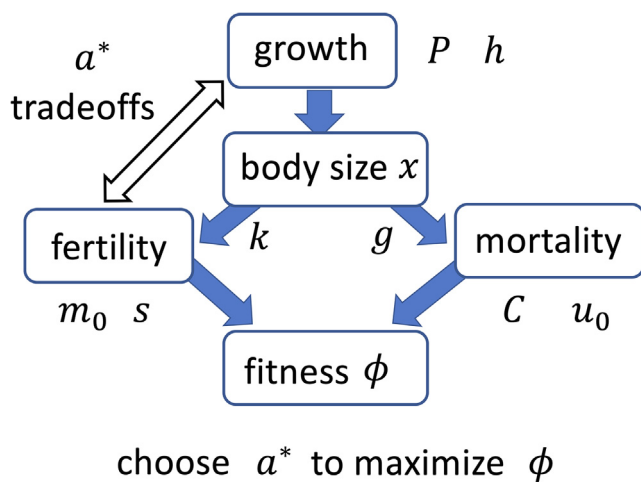 growth P h
a*
tradeoffs
body size x
fertility k g mortality
m₀ s C u₀
fitness ϕ
choose a* to maximize ϕ